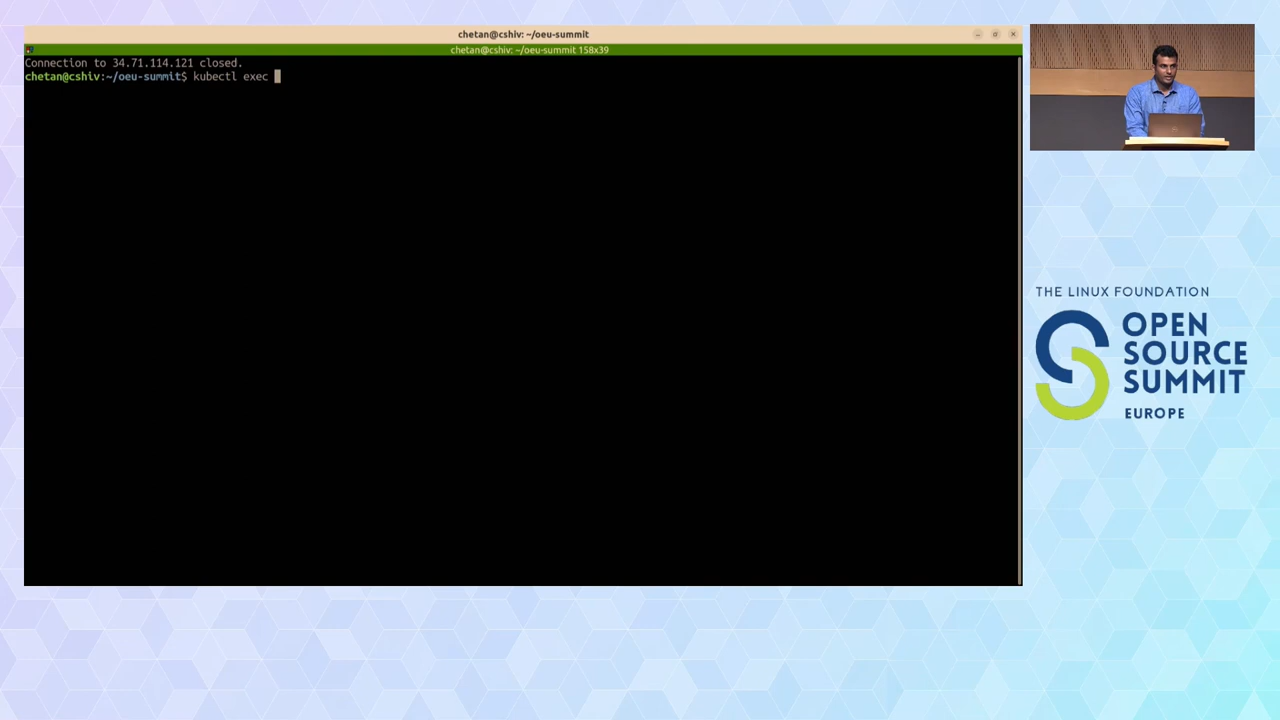 chetan@cshiv: ~/oeu-summit
chetan@cshiv: ~/oeu-summit 158x39
Connection to 34.71.114.121 closed.
chetan@cshiv:~/oeu-summit$ kubectl exec
THE LINUX FOUNDATION
OPEN
SOURCE
SUMMIT
EUROPE